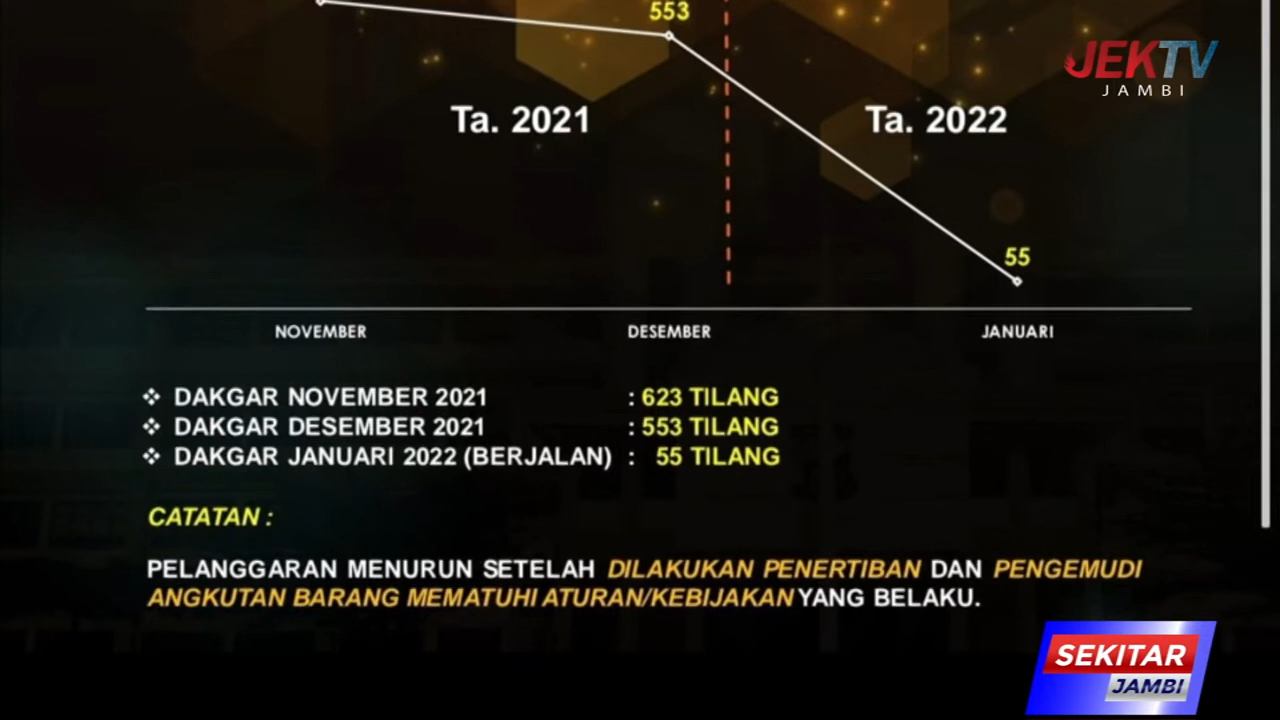 553
JEKTV
JAMBI
Ta. 2021
Ta. 2022
55
NOVEMBER
DESEMBER
JANUARI
❖ DAKGAR NOVEMBER 2021 : 623 TILANG
❖ DAKGAR DESEMBER 2021 : 553 TILANG
❖ DAKGAR JANUARI 2022 (BERJALAN) : 55 TILANG
CATATAN :
PELANGGARAN MENURUN SETELAH DILAKUKAN PENERTIBAN DAN PENGEMUDI
ANGKUTAN BARANG MEMATUHI ATURAN/KEBIJAKAN YANG BELAKU.
SEKITAR
JAMBI